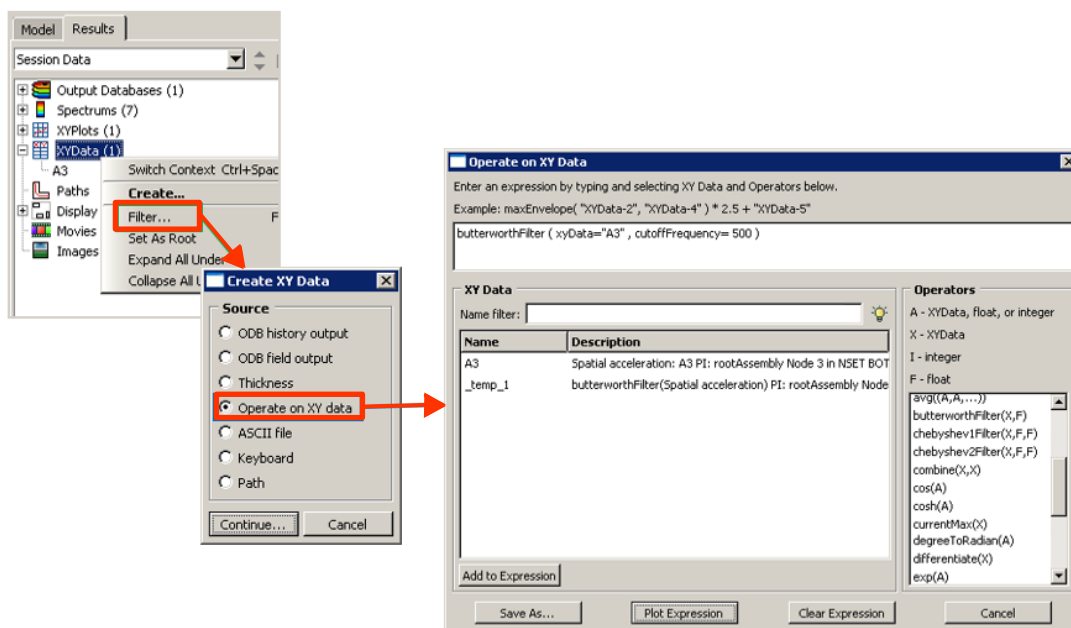 Model Results
Session Data
Output Databases (1)
Spectrums (7)
XYPlots (1)
XYData (1)
A3
Paths
Display
Movies
Images
Switch Context Ctrl+Spac
Create...
Filter... F
Set As Root
Expand All Under
Collapse All U
Create XY Data
Source
ODB history output
ODB field output
Thickness
Operate on XY data
ASCII file
Keyboard
Path
Continue... Cancel
Operate on XY Data
Enter an expression by typing and selecting XY Data and Operators below.
Example: maxEnvelope( "XYData-2", "XYData-4" ) * 2.5 + "XYData-5"
butterworthFilter ( xyData="A3" , cutoffFrequency= 500 )
XY Data
Name filter:
Name Description
A3 Spatial acceleration: A3 PI: rootAssembly Node 3 in NSET BOT
_temp_1 butterworthFilter(Spatial acceleration) PI: rootAssembly Node
Add to Expression
Operators
A - XYData, float, or integer
X - XYData
I - integer
F - float
avg((A,A,...))
butterworthFilter(X,F)
chebyshev1Filter(X,F,F)
chebyshev2Filter(X,F,F)
combine(X,X)
cos(A)
cosh(A)
currentMax(X)
degreeToRadian(A)
differentiate(X)
exp(A)
Save As... Plot Expression Clear Expression Cancel